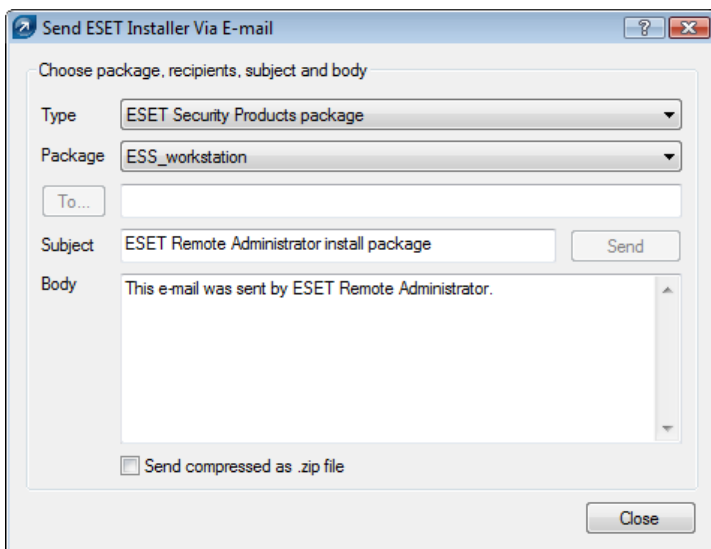 Send ESET Installer Via E-mail
Choose package, recipients, subject and body
Type ESET Security Products package
Package ESS_workstation
To...
Subject ESET Remote Administrator install package Send
Body This e-mail was sent by ESET Remote Administrator.
Send compressed as .zip file
Close